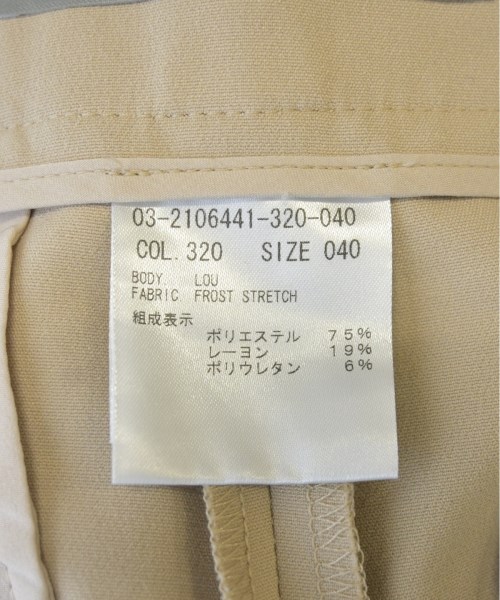 03-2106441-320-040
COL. 320 SIZE 040
BODY LOU
FABRIC FROST STRETCH
組成表示
ポリエステル 75%
レーヨン 19%
ポリウレタン 6%